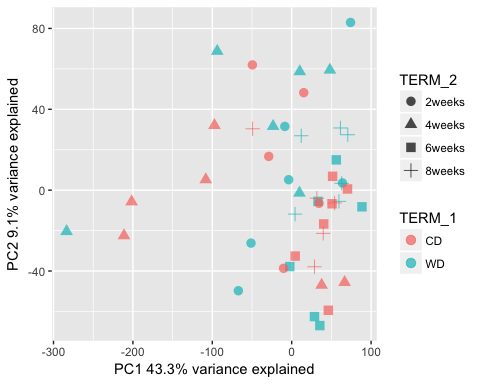 80
40
0
-40
-300
-200
-100
0
100
PC1 43.3% variance explained
PC2 9.1% variance explained
TERM_2
2weeks
4weeks
6weeks
8weeks
TERM_1
CD
WD